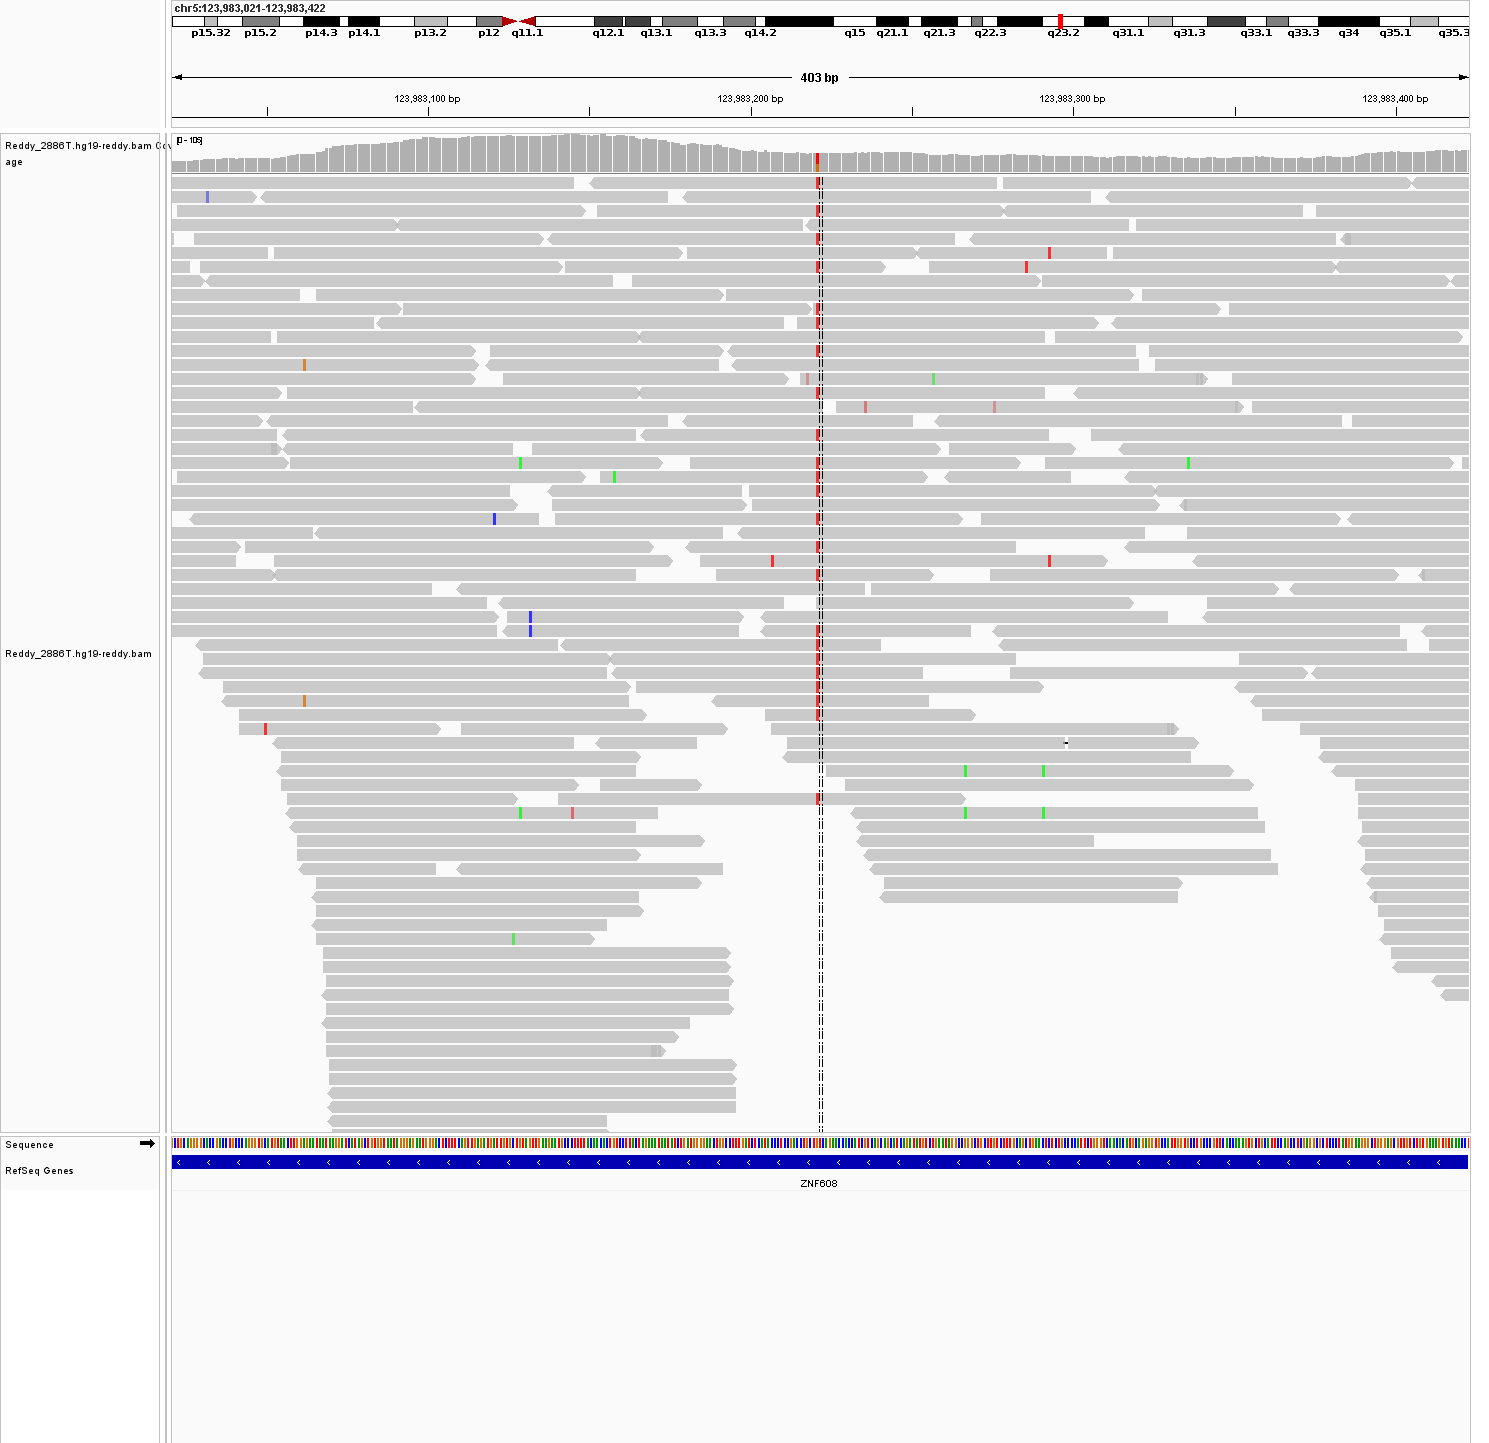 chr5:123,983,021-123,983,422
p15.32 p15.2 p14.3 p14.1 p13.2 p12 q11.1 q12.1 q13.1 q13.3 q14.2 q15 q21.1 q21.3 q22.3 q23.2 q31.1 q31.3 q33.1 q33.3 q34 q35.1 q35.3
403 bp
123,983,100 bp 123,983,200 bp 123,983,300 bp 123,983,400 bp
Reddy_2886T.hg19-reddy.bam Cov
age
[0 - 106]
Reddy_2886T.hg19-reddy.bam
Sequence
RefSeq Genes
ZNF608